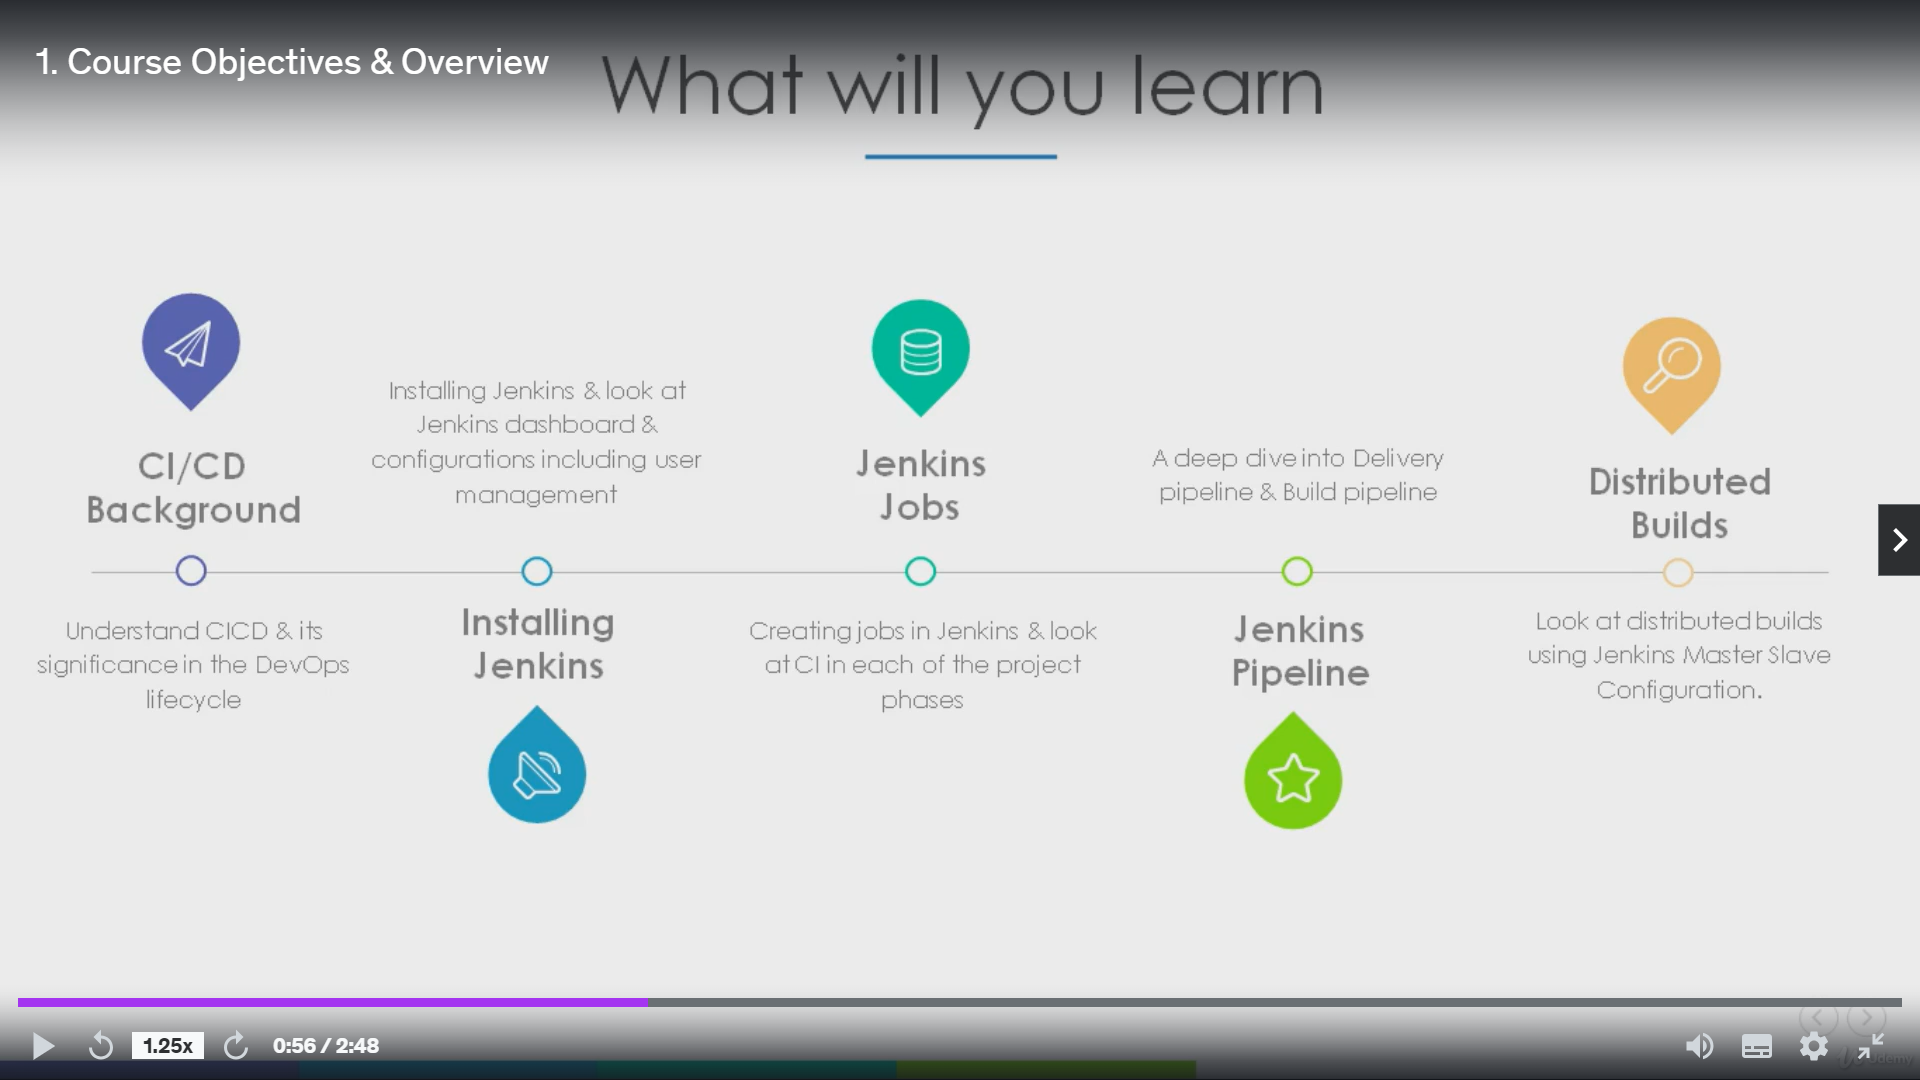 1. Course Objectives & Overview
What will you learn
CI/CD
Background
Understand CICD & its
significance in the DevOps
lifecycle
Installing Jenkins & look at
Jenkins dashboard &
configurations including user
management
Installing
Jenkins
Jenkins
Jobs
Creating jobs in Jenkins & look
at CI in each of the project
phases
A deep dive into Delivery
pipeline & Build pipeline
Jenkins
Pipeline
Distributed
Builds
Look at distributed builds
using Jenkins Master Slave
Configuration.
1.25x
0:56 / 2:48